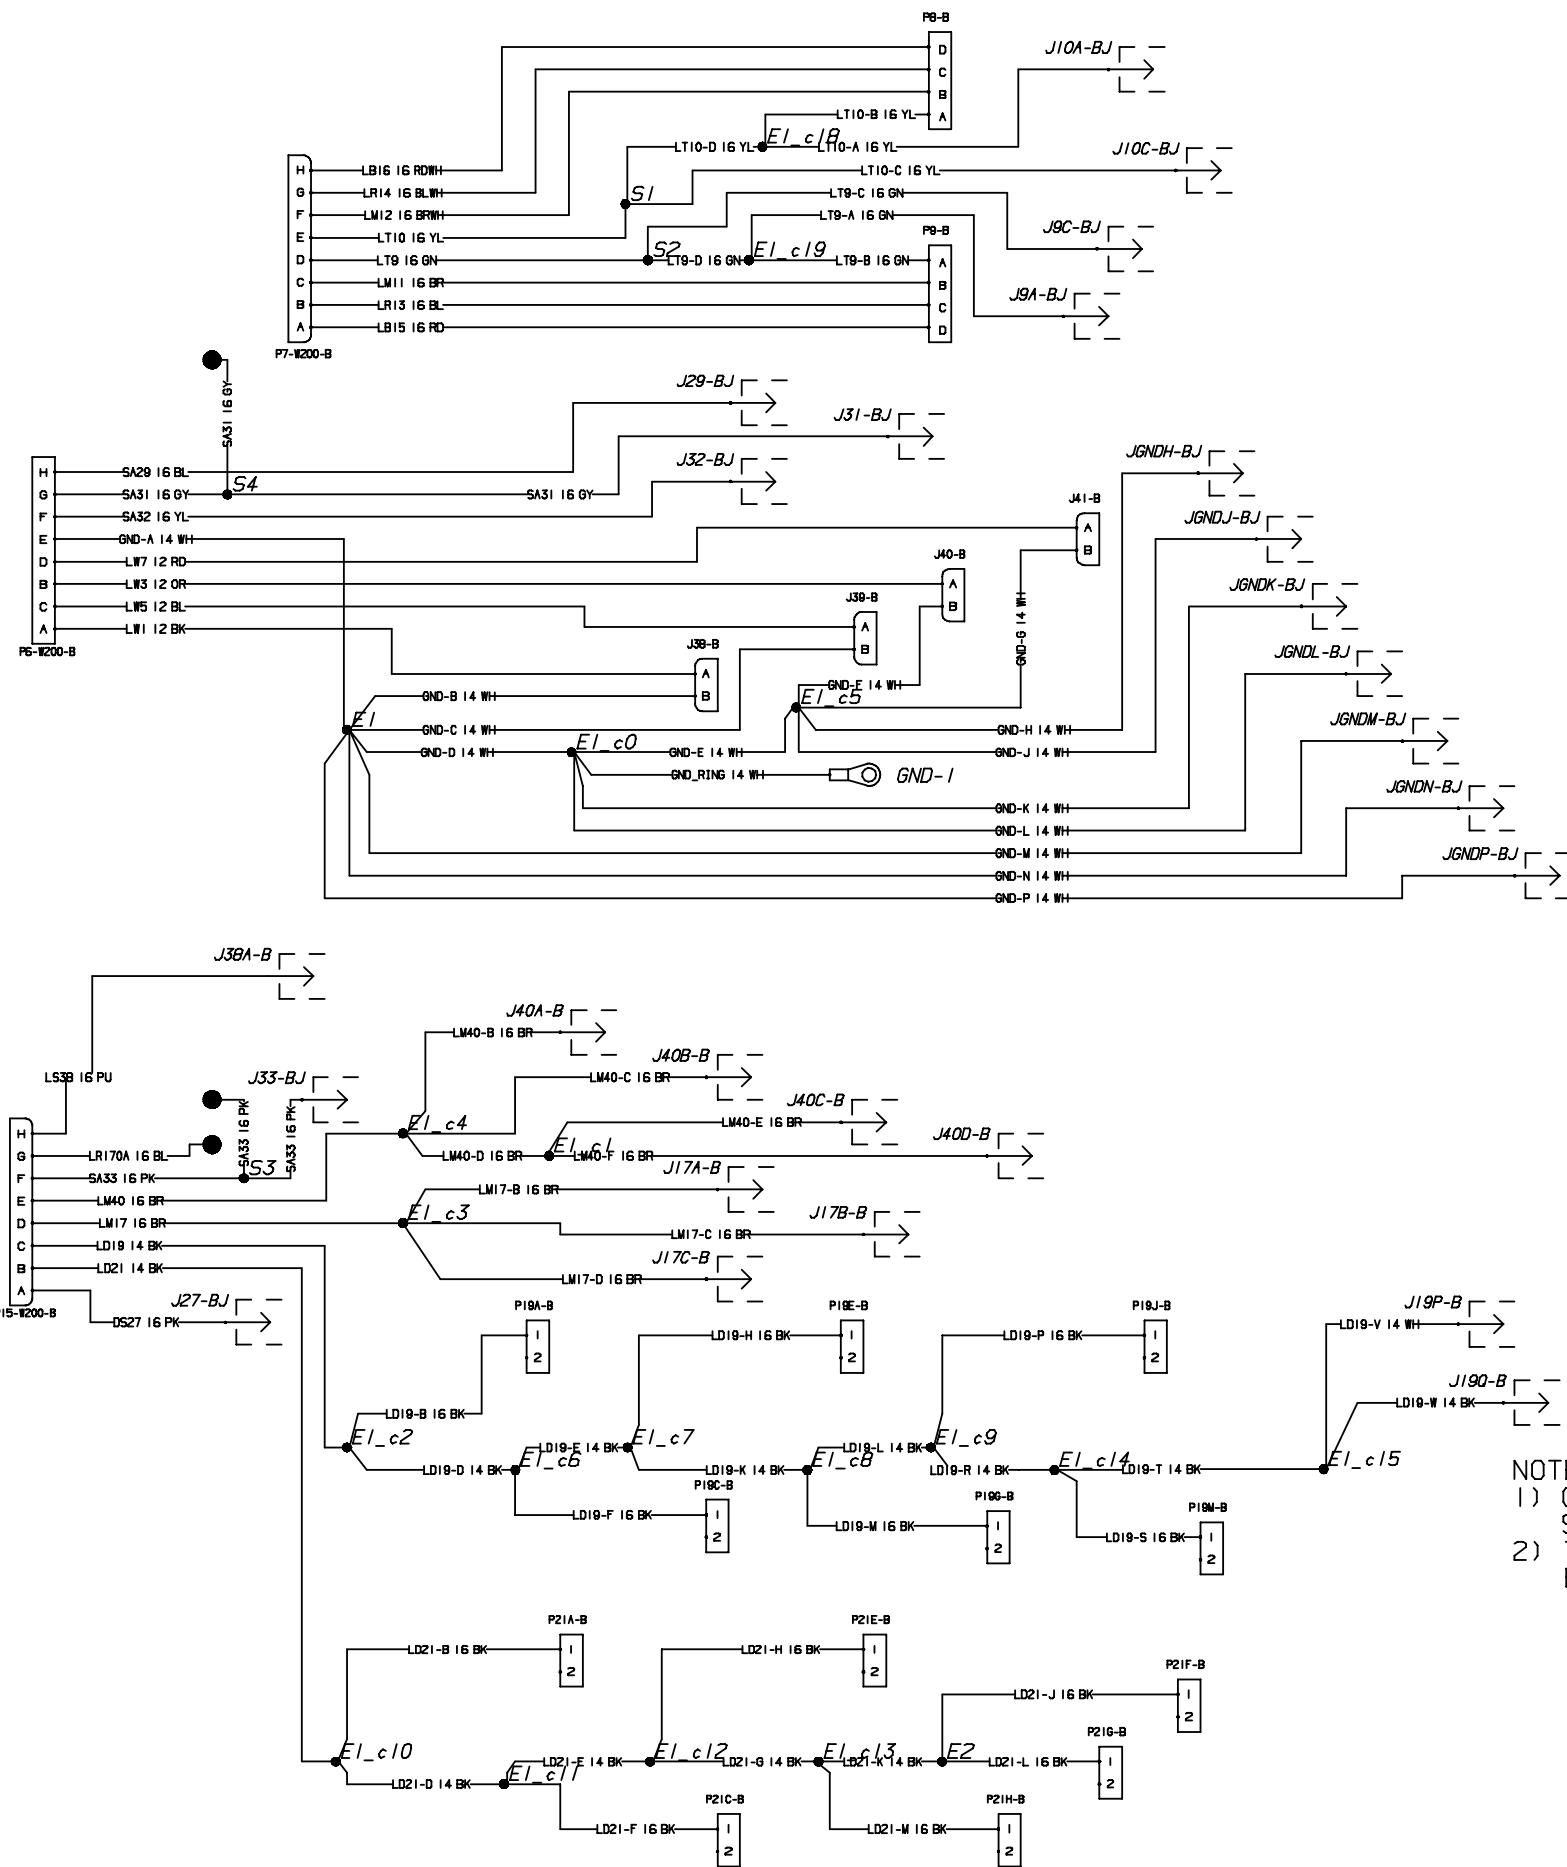 P8-B
D
C
B
A
J10A-BJ
LT10-B 16 YL
LT10-D 16 YL
E1_c18
LT10-A 16 YL
J10C-BJ
LT10-C 16 YL
H
G
F
E
D
C
B
A
P7-W200-B
LB16 16 RDWH
LR14 16 BLWH
LM12 16 BRWH
LT10 16 YL
LT9 16 GN
LM11 16 BR
LR13 16 BL
LB15 16 RD
S1
LT9-C 16 GN
LT9-A 16 GN
S2
LT9-D 16 GN
E1_c19
LT9-B 16 GN
P9-B
A
B
C
D
J9C-BJ
J9A-BJ
SA31 16 GY
J29-BJ
J31-BJ
J32-BJ
H
G
F
E
D
B
C
A
P6-W200-B
SA29 16 BL
SA31 16 GY
S4
SA31 16 GY
SA32 16 YL
GND-A 14 WH
LW7 12 RD
LW3 12 OR
LW5 12 BL
LW1 12 BK
J41-B
A
B
J40-B
A
B
J39-B
A
B
J38-B
A
B
GND-G 14 WH
JGNDH-BJ
JGNDJ-BJ
JGNDK-BJ
JGNDL-BJ
JGNDM-BJ
JGNDN-BJ
JGNDP-BJ
GND-F 14 WH
GND-B 14 WH
E1
GND-C 14 WH
E1_c5
GND-H 14 WH
GND-D 14 WH
E1_c0
GND-E 14 WH
GND-J 14 WH
GND_RING 14 WH
GND-1
GND-K 14 WH
GND-L 14 WH
GND-M 14 WH
GND-N 14 WH
GND-P 14 WH
J38A-B
LS38 16 PU
J33-BJ
J40A-B
LM40-B 16 BR
J40B-B
LM40-C 16 BR
J40C-B
LM40-E 16 BR
J40D-B
E1_c4
LM40-D 16 BR
E1_c1
LM40-F 16 BR
H
G
F
E
D
C
B
A
P15-W200-B
LR170A 16 BL
SA33 16 PK
SA33 16 PK
S3
SA33 16 PK
LM40 16 BR
LM17 16 BR
LD19 14 BK
LD21 14 BK
DS27 16 PK
J27-BJ
J17A-B
LM17-B 16 BR
E1_c3
J17B-B
LM17-C 16 BR
J17C-B
LM17-D 16 BR
P19A-B
1
2
P19E-B
1
2
P19J-B
1
2
J19P-B
LD19-V 14 WH
J19Q-B
LD19-W 14 BK
LD19-H 16 BK
LD19-P 16 BK
LD19-B 16 BK
E1_c2
LD19-D 14 BK
LD19-E 14 BK
E1_c6
E1_c7
LD19-K 14 BK
LD19-L 14 BK
E1_c8
E1_c9
LD19-R 14 BK
E1_c14
LD19-T 14 BK
E1_c15
P19C-B
1
2
LD19-F 16 BK
P19G-B
1
2
LD19-M 16 BK
P19M-B
1
2
LD19-S 16 BK
NOTE
1)
2)
P21A-B
1
2
LD21-B 16 BK
P21E-B
1
2
LD21-H 16 BK
P21F-B
1
2
LD21-J 16 BK
P21G-B
1
2
E1_c10
LD21-D 14 BK
E1_c11
LD21-E 14 BK
E1_c12
LD21-G 14 BK
E1_c13
LD21-K 14 BK
E2
LD21-L 16 BK
P21C-B
1
2
LD21-F 16 BK
P21H-B
1
2
LD21-M 16 BK